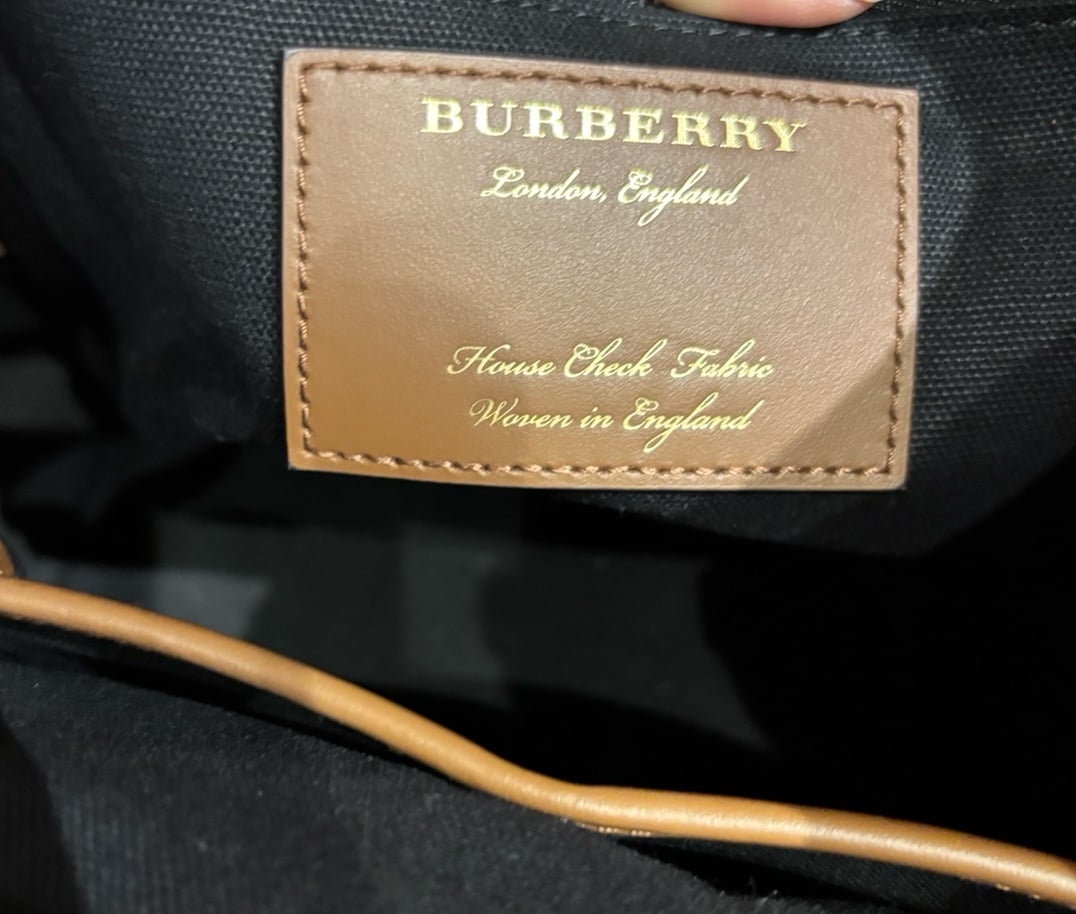 BURBERRY
London, England
House Check Fabric
Woven in England